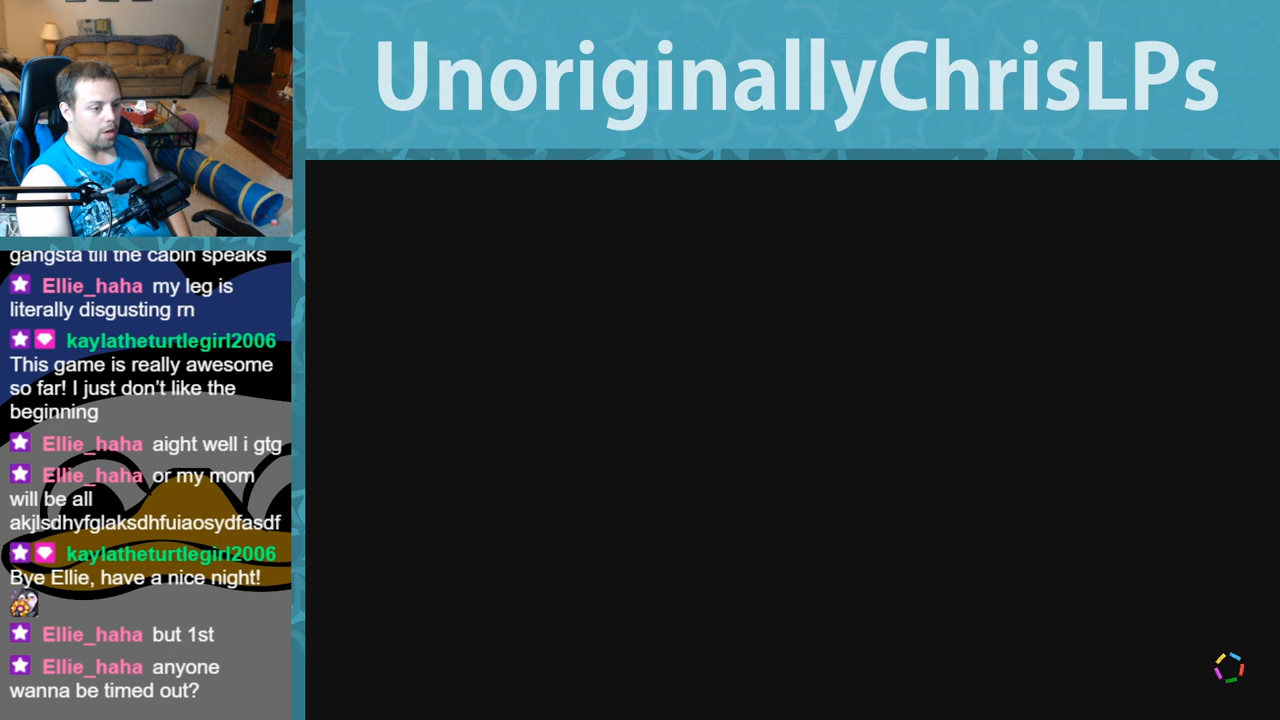 UnoriginallyChrisLPs
gangsta till the cabin speaks
Ellie_haha my leg is
literally disgusting rn
kaylatheturtlegirl2006
This game is really awesome
so far! I just don't like the
beginning
Ellie_haha aight well i gtg
Ellie_haha or my mom
will be all
akjlsdhyfglaksdhfuiaosydfasdf
kaylatheturtlegirl2006
Bye Ellie, have a nice night!
Ellie_haha but 1st
Ellie_haha anyone
wanna be timed out?